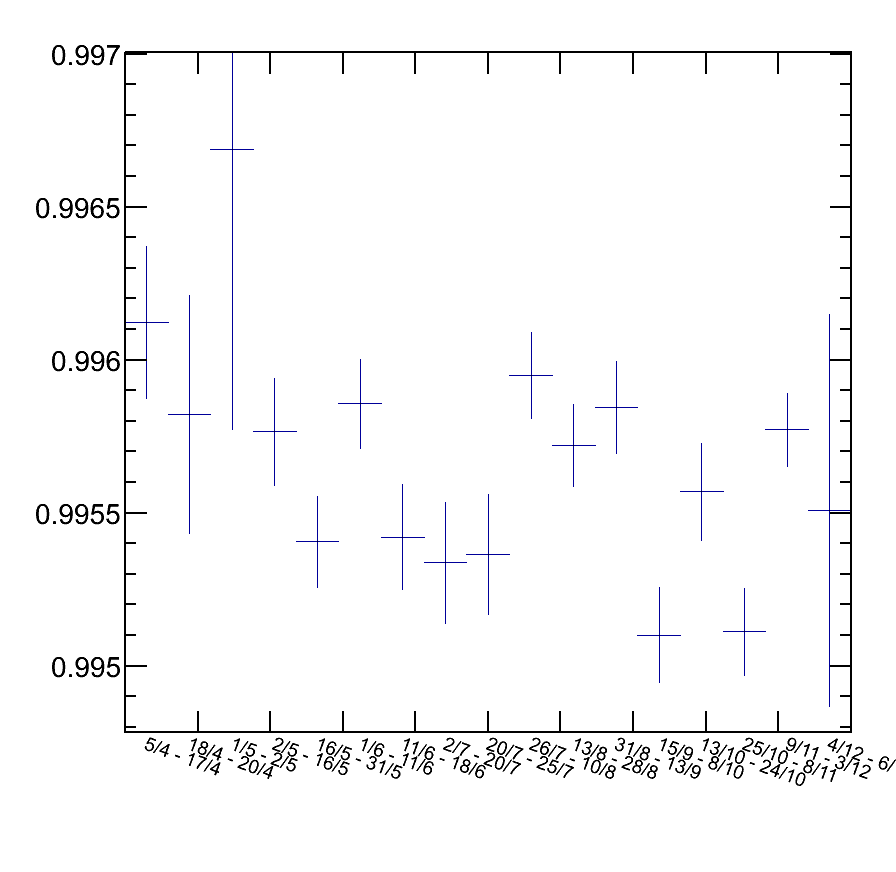 0.997
0.9965
0.996
0.9955
0.995
5/4 - 17/4
18/4 - 20/4
1/5 - 2/5
2/5 - 16/5
16/5 - 31/5
1/6 - 11/6
11/6 - 18/6
2/7 - 20/7
20/7 - 25/7
26/7 - 10/8
13/8 - 28/8
31/8 - 13/9
15/9 - 8/10
13/10 - 24/10
25/10 - 8/11
9/11 - 3/12
4/12 - 6/